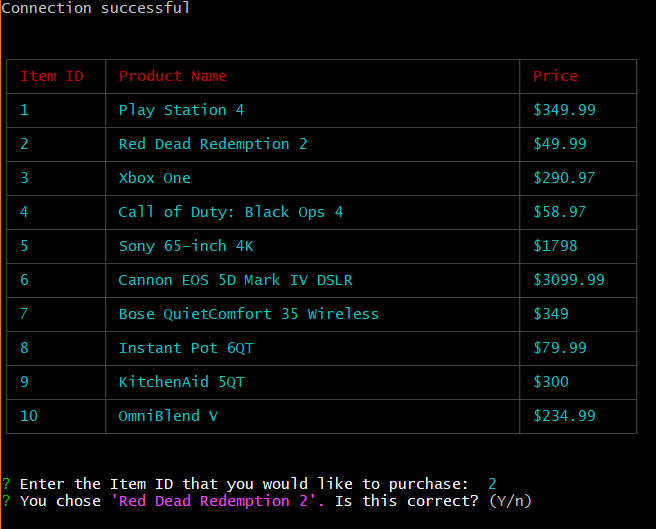 Connection successful
Item ID Product Name Price
1 Play Station 4 $349.99
2 Red Dead Redemption 2 $49.99
3 Xbox One $290.97
4 Call of Duty: Black Ops 4 $58.97
5 Sony 65-inch 4K $1798
6 Cannon EOS 5D Mark IV DSLR $3099.99
7 Bose QuietComfort 35 Wireless $349
8 Instant Pot 6QT $79.99
9 KitchenAid 5QT $300
10 OmniBlend V $234.99
? Enter the Item ID that you would like to purchase: 2
? You chose 'Red Dead Redemption 2'. Is this correct? (Y/n)